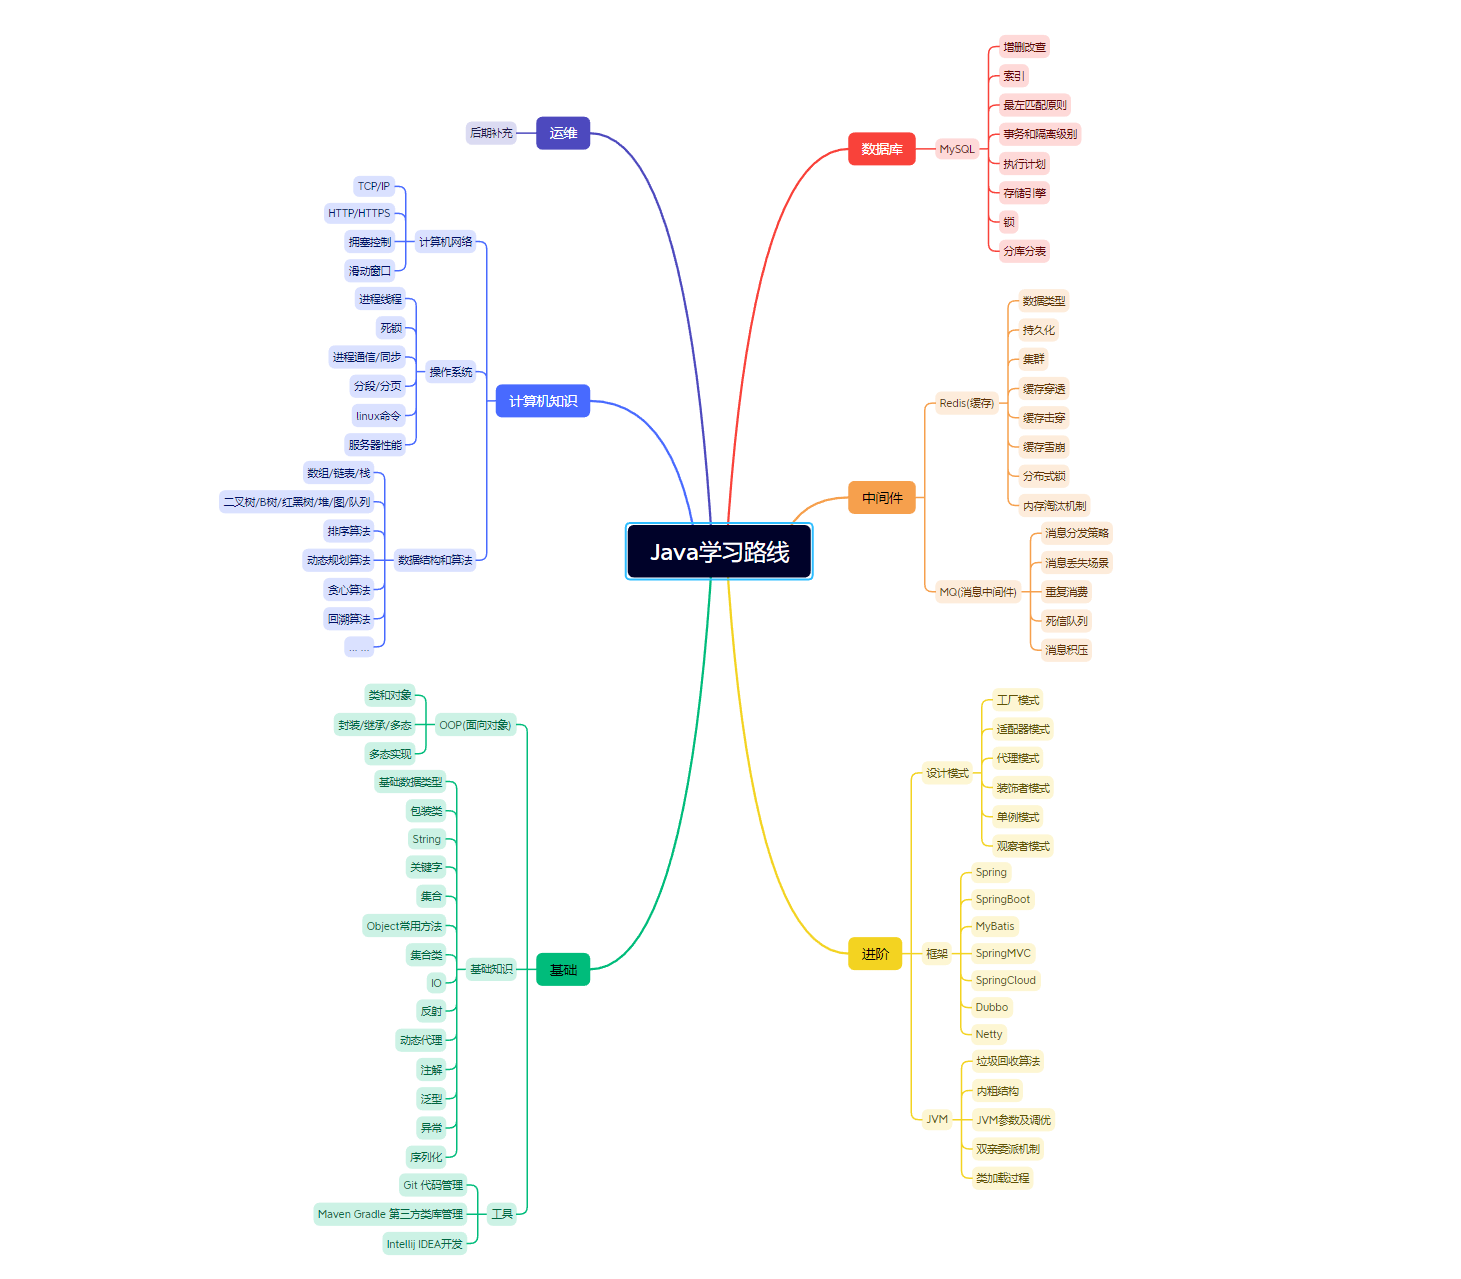 Java学习路线
数据库
MySQL
增删改查
索引
最左匹配原则
事务和隔离级别
执行计划
存储引擎
锁
分库分表
中间件
Redis(缓存)
数据类型
持久化
集群
缓存穿透
缓存击穿
缓存雪崩
分布式锁
内存淘汰机制
MQ(消息中间件)
消息分发策略
消息丢失场景
重复消费
死信队列
消息积压
进阶
设计模式
工厂模式
适配器模式
代理模式
装饰者模式
单例模式
观察者模式
框架
Spring
SpringBoot
MyBatis
SpringMVC
SpringCloud
Dubbo
Netty
JVM
垃圾回收算法
内粗结构
JVM参数及调优
双亲委派机制
类加载过程
运维
后期补充
计算机知识
计算机网络
TCP/IP
HTTP/HTTPS
拥塞控制
滑动窗口
操作系统
进程线程
死锁
进程通信/同步
分段/分页
linux命令
服务器性能
数据结构和算法
数组/链表/栈
二叉树/B树/红黑树/堆/图/队列
排序算法
动态规划算法
贪心算法
回溯算法
... ...
基础
OOP(面向对象)
类和对象
封装/继承/多态
多态实现
基础知识
基础数据类型
包装类
String
关键字
集合
Object常用方法
集合类
IO
反射
动态代理
注解
泛型
异常
序列化
工具
Git 代码管理
Maven Gradle 第三方类库管理
Intellij IDEA开发